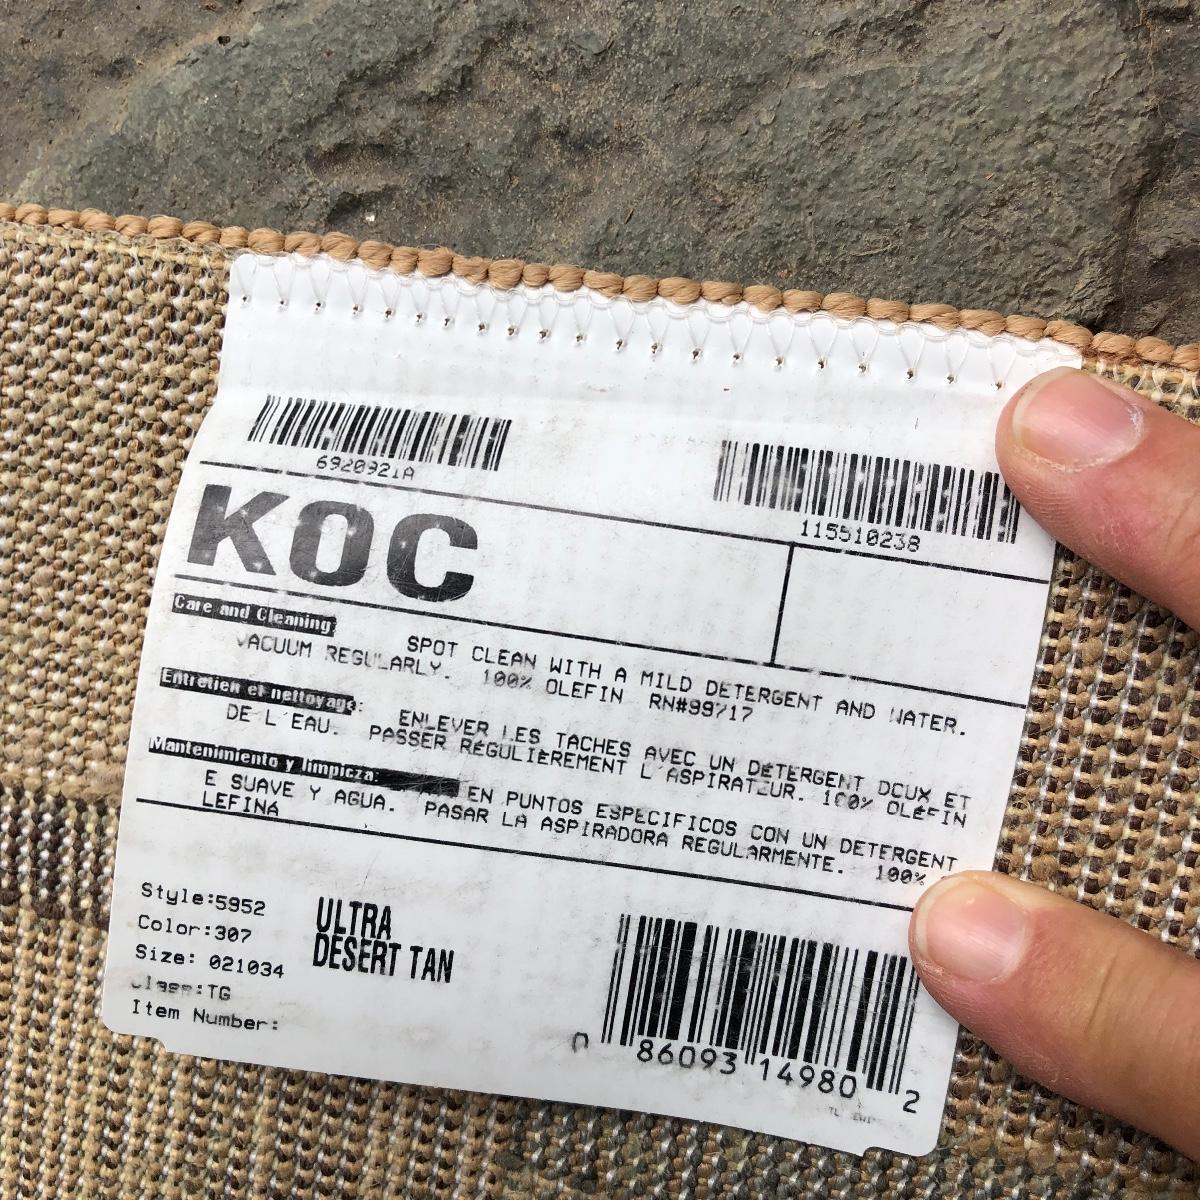 6920921A
115510238
KOC
Care and Cleaning:
SPOT CLEAN WITH A MILD DETERGENT AND WATER.
VACUUM REGULARLY. 100% OLEFIN RN#99717
Entretien et nettoyage:
ENLEVER LES TACHES AVEC UN DETERGENT DOUX ET
DE L'EAU. PASSER RÉGULIÈREMENT L'ASPIRATEUR. 100% OLÉFIN
Mantenimiento y limpieza:
EN PUNTOS ESPECIFICOS CON UN DETERGENT
E SUAVE Y AGUA. PASAR LA ASPIRADORA REGULARMENTE. 100%
LEFINA
Style:5952
Color:307
Size: 021034
Class:TG
Item Number:
ULTRA
DESERT TAN
0 86093 14980 2